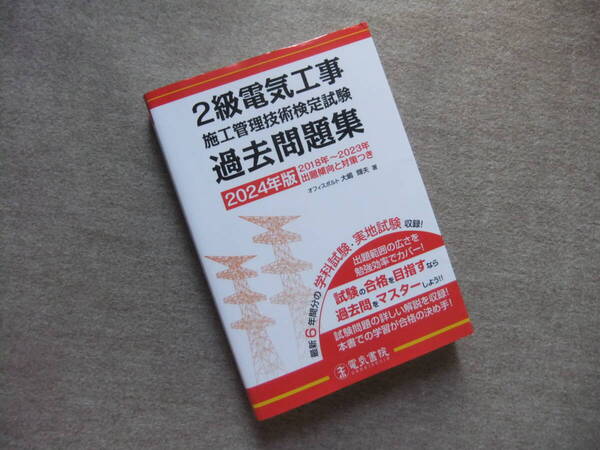 2級電気工事
施工管理技術検定試験
過去問題集
2024年版
2018年～2023年
出題傾向と対策つき
オフィスボルト 大嶋 輝夫 著
最新6年間分の学科試験・実地試験 収録!
出題範囲の広さを
勉強効率でカバー!
試験の合格を目指すなら
過去問をマスターしよう!!
試験問題の詳しい解説を収録!
本書での学習が合格の決め手!
電気書院